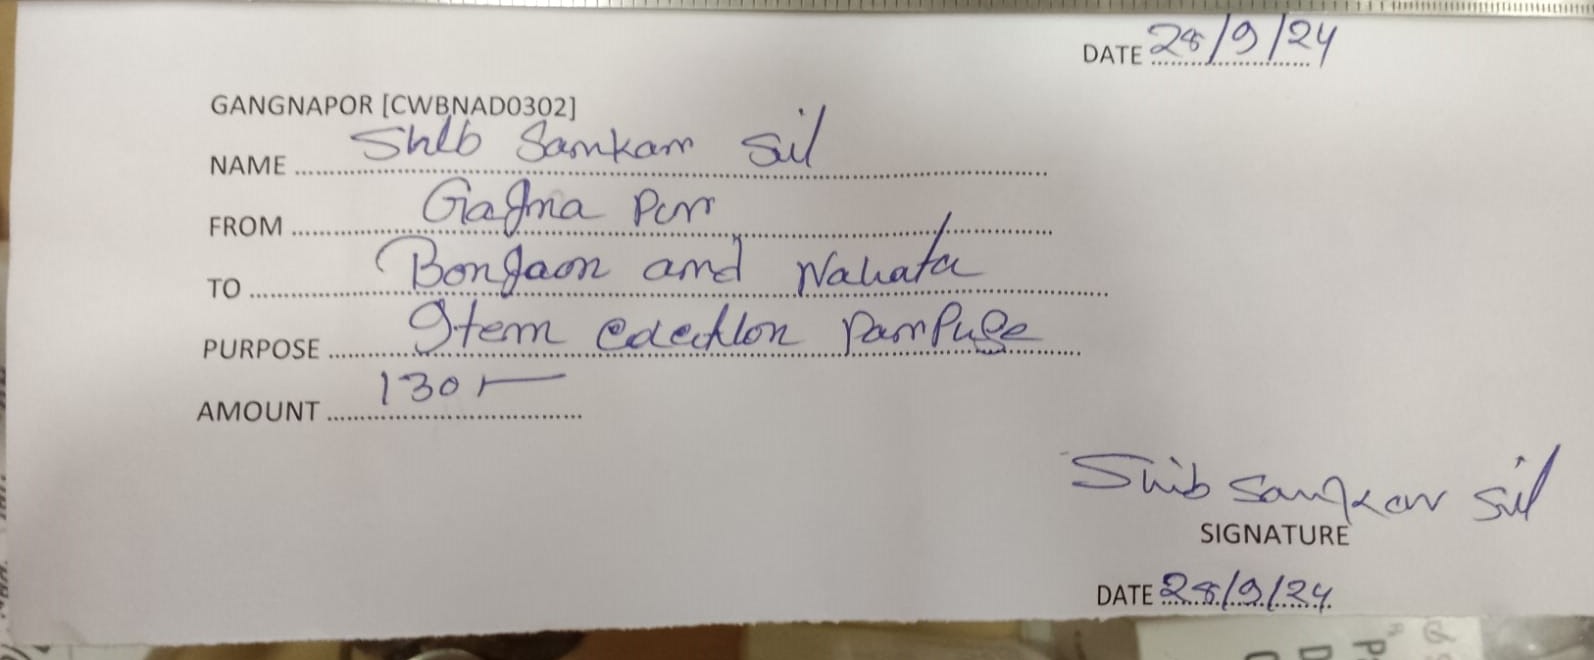 DATE 28/9/24
GANGNAPOR [CWBNAD0302]
NAME Shib Sankar Sil
FROM Gagna Pur
TO Bongaon and Nahata
PURPOSE Item Collection Purpuse
AMOUNT 130/-
Shib Sankar Sil
SIGNATURE
DATE 28/9/24